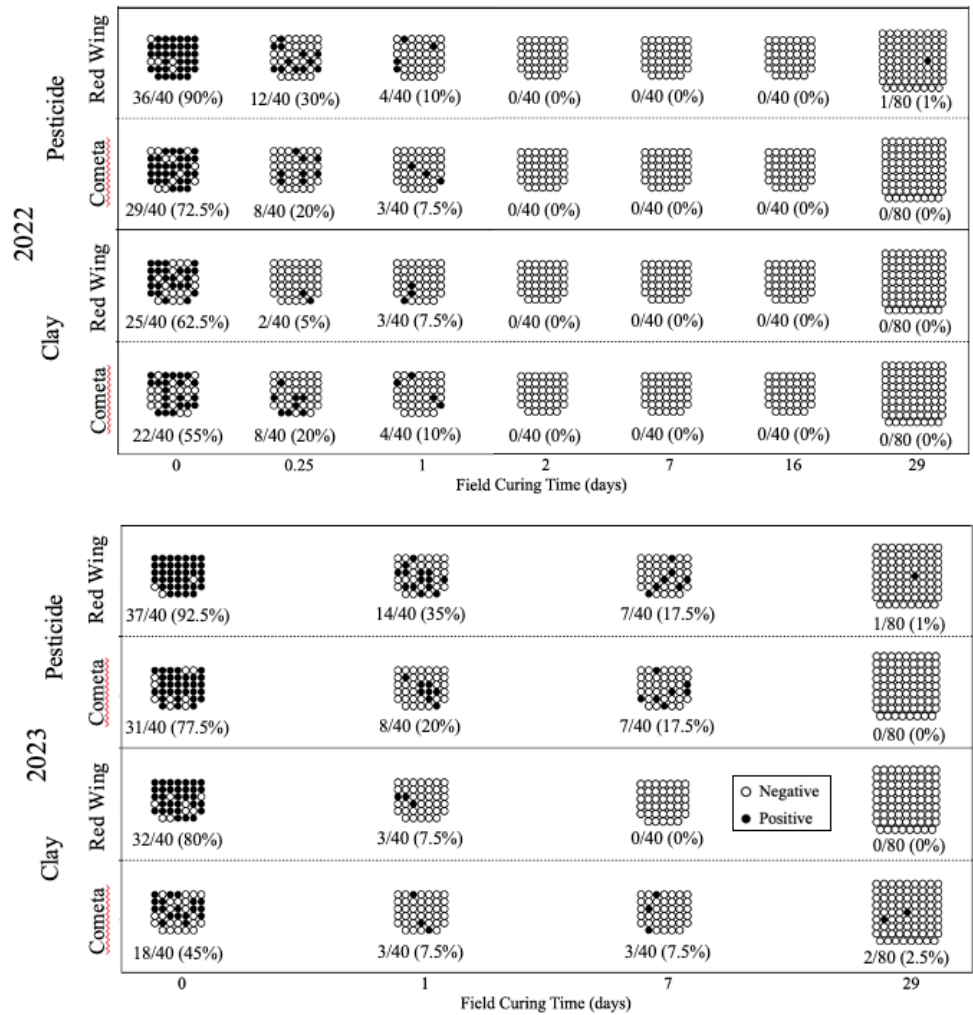 2022
Pesticide
Red Wing
36/40 (90%) 12/40 (30%) 4/40 (10%) 0/40 (0%) 0/40 (0%) 0/40 (0%) 1/80 (1%)
Cometa
29/40 (72.5%) 8/40 (20%) 3/40 (7.5%) 0/40 (0%) 0/40 (0%) 0/40 (0%) 0/80 (0%)
Clay
Red Wing
25/40 (62.5%) 2/40 (5%) 3/40 (7.5%) 0/40 (0%) 0/40 (0%) 0/40 (0%) 0/80 (0%)
Cometa
22/40 (55%) 8/40 (20%) 4/40 (10%) 0/40 (0%) 0/40 (0%) 0/40 (0%) 0/80 (0%)
0 0.25 1 2 7 16 29
Field Curing Time (days)
2023
Pesticide
Red Wing
37/40 (92.5%) 14/40 (35%) 7/40 (17.5%) 1/80 (1%)
Cometa
31/40 (77.5%) 8/40 (20%) 7/40 (17.5%) 0/80 (0%)
Clay
Red Wing
32/40 (80%) 3/40 (7.5%) 0/40 (0%) 0/80 (0%)
Negative
Positive
Cometa
18/40 (45%) 3/40 (7.5%) 3/40 (7.5%) 2/80 (2.5%)
0 1 7 29
Field Curing Time (days)